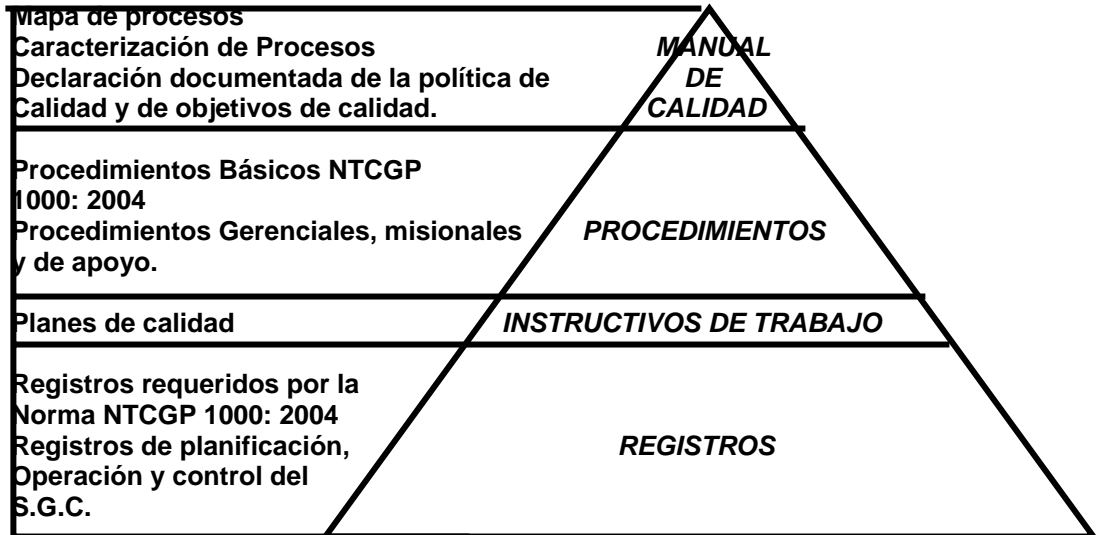 Mapa de procesos
Caracterización de Procesos
Declaración documentada de la política de
Calidad y de objetivos de calidad.
MANUAL
DE
CALIDAD
Procedimientos Básicos NTCGP
1000: 2004
Procedimientos Gerenciales, misionales
y de apoyo.
PROCEDIMIENTOS
Planes de calidad
INSTRUCTIVOS DE TRABAJO
Registros requeridos por la
Norma NTCGP 1000: 2004
Registros de planificación,
Operación y control del
S.G.C.
REGISTROS